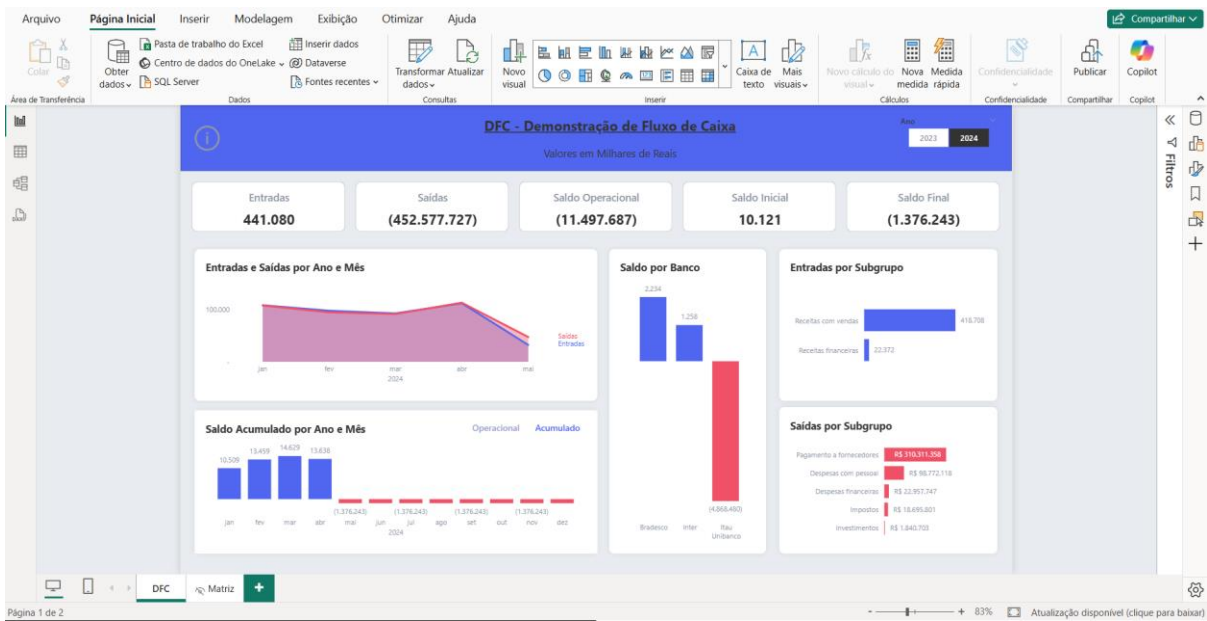 Arquivo Página Inicial Inserir Modelagem Exibição Otimizar Ajuda Compartilhar
Colar
Obter dados
Pasta de trabalho do Excel
Centro de dados do OneLake
SQL Server
Inserir dados
Dataverse
Fontes recentes
Transformar dados
Atualizar
Novo visual
A
Caixa de texto
Mais visuais
Novo cálculo do visual
Nova medida
Medida rápida
Confidencialidade
Publicar
Copilot
Área de Transferência Dados Consultas Inserir Cálculos Confidencialidade Compartilhar Copilot
DFC - Demonstração de Fluxo de Caixa
Valores em Milhares de Reais
Ano
2023 2024
Filtros
Entradas
441.080
Saídas
(452.577.727)
Saldo Operacional
(11.497.687)
Saldo Inicial
10.121
Saldo Final
(1.376.243)
Entradas e Saídas por Ano e Mês
100.000
-
Saídas
Entradas
jan fev mar abr mai
2024
Saldo por Banco
2.234
1.258
(4.868.480)
Bradesco Inter Itau
Unibanco
Entradas por Subgrupo
Receitas com vendas 418.708
Receitas financeiras 22.372
Saldo Acumulado por Ano e Mês
Operacional Acumulado
10.509 13.459 14.629 13.636
(1.376.243) (1.376.243) (1.376.243) (1.376.243)
jan fev mar abr mai jun jul ago set out nov dez
2024
Saídas por Subgrupo
Pagamento a fornecedores R$ 310.311.358
Despesas com pessoal R$ 98.772.118
Despesas financeiras R$ 22.957.747
Impostos R$ 18.695.801
Investimentos R$ 1.840.703
DFC Matriz +
Página 1 de 2
- + 83% Atualização disponível (clique para baixar)